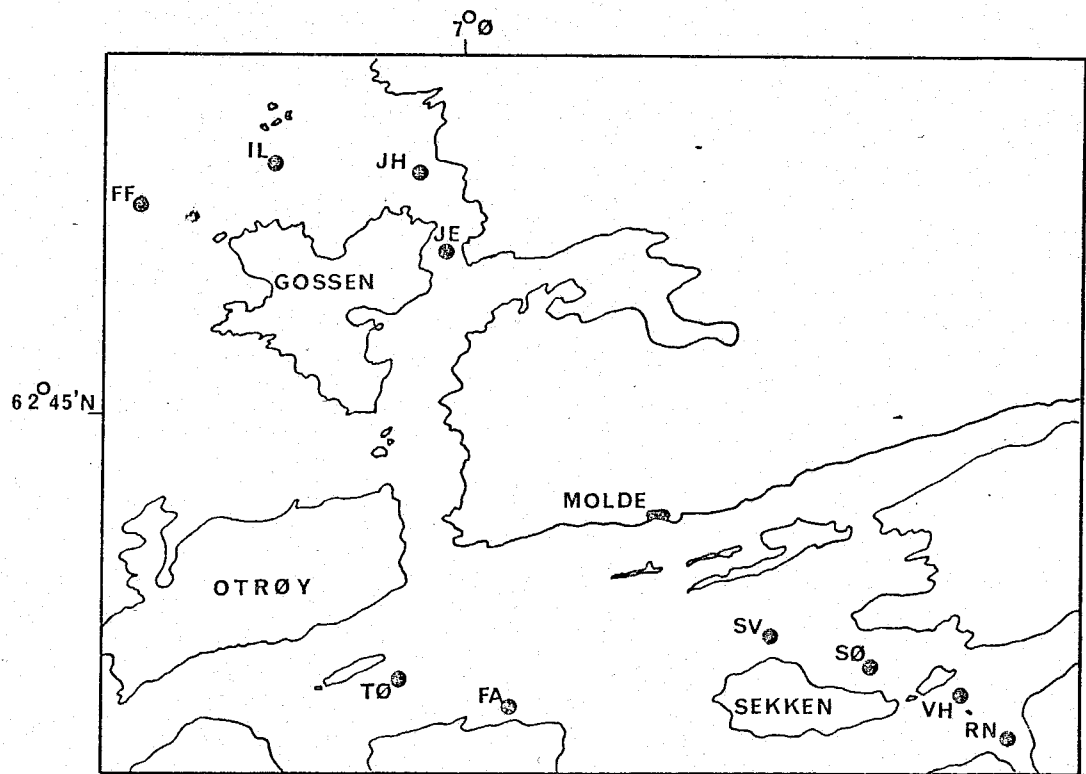 7°Ø
IL
JH
FF
JE
GOSSEN
62°45'N
MOLDE
OTRØY
SV
SØ
TØ
FA
SEKKEN
VH
RN